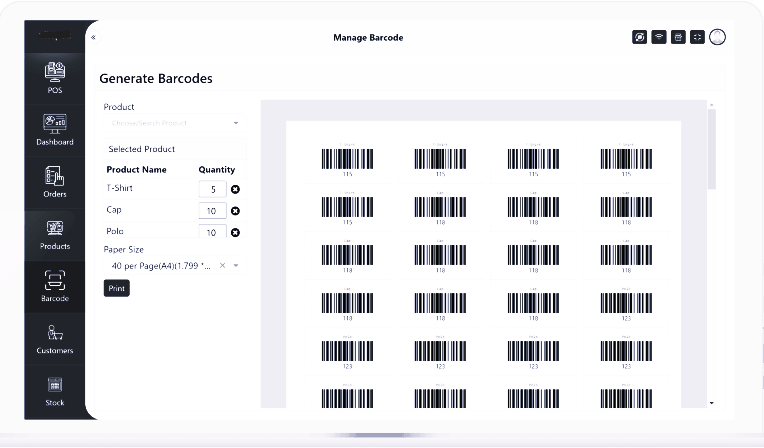 «
Manage Barcode
POS
Dashboard
Orders
Products
Barcode
Customers
Stock
Generate Barcodes
Product
Choose/Search Product
Selected Product
Product Name Quantity
T-Shirt 5
Cap 10
Polo 10
Paper Size
40 per Page(A4)(1.799 "...
Print
115 115 115 115
115 118 118 118
118 118 118 118
118 118 118 123
123 123 123 123